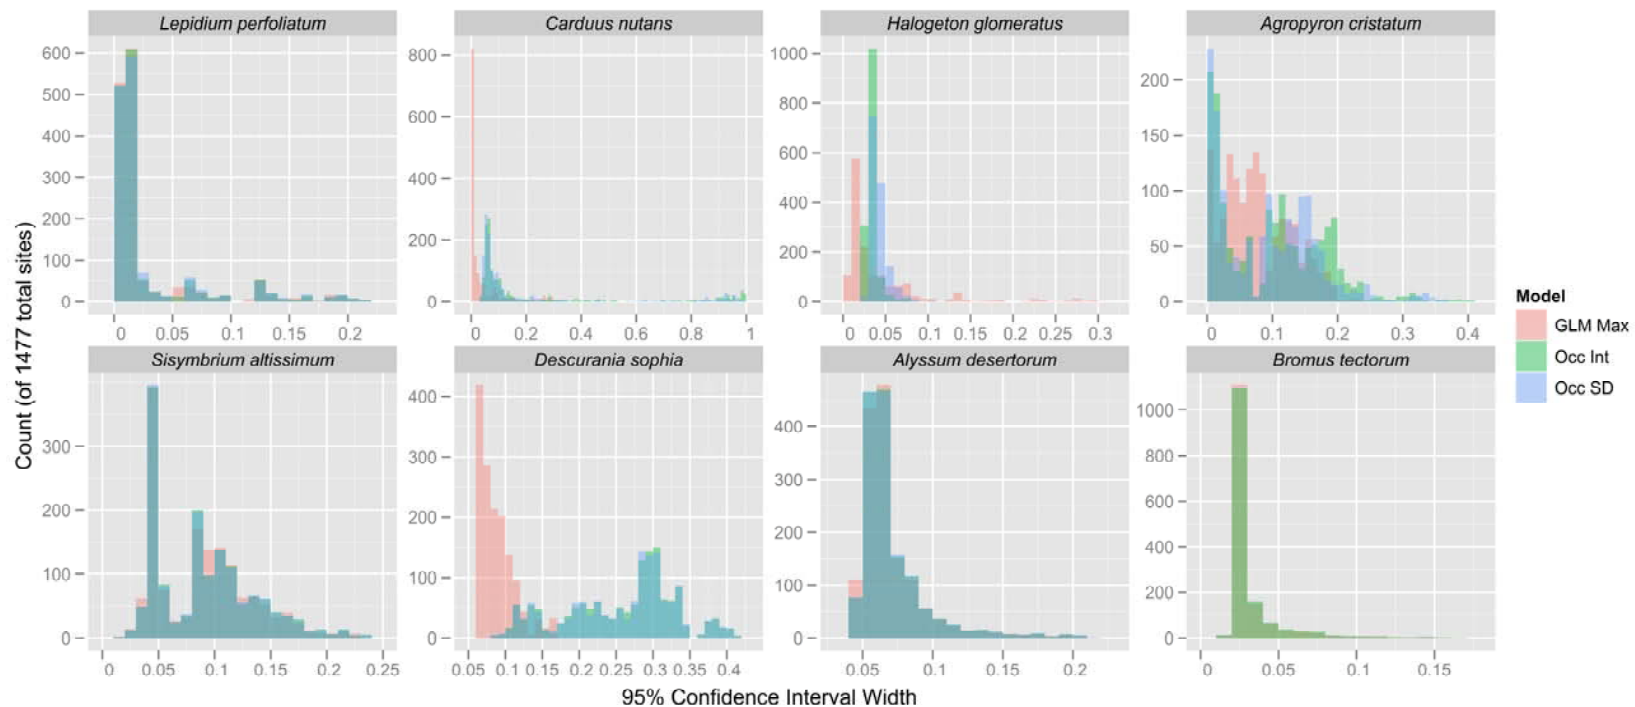 Lepidium perfoliatum
Carduus nutans
Halogeton glomeratus
Agropyron cristatum
600
500
400
300
200
100
0
0 0.05 0.1 0.15 0.2
800
600
400
200
0
0 0.2 0.4 0.6 0.8 1
1000
800
600
400
200
0
0 0.05 0.1 0.15 0.2 0.25 0.3
200
150
100
50
0
0 0.1 0.2 0.3 0.4
Count (of 1477 total sites)
Sisymbrium altissimum
Descurania sophia
Alyssum desertorum
Bromus tectorum
300
200
100
0
0 0.05 0.1 0.15 0.2 0.25
400
300
200
100
0
0.05 0.1 0.15 0.2 0.25 0.3 0.35 0.4
400
300
200
100
0
0.05 0.1 0.15 0.2
1000
800
600
400
200
0
0 0.05 0.1 0.15
95% Confidence Interval Width
Model
GLM Max
Occ Int
Occ SD